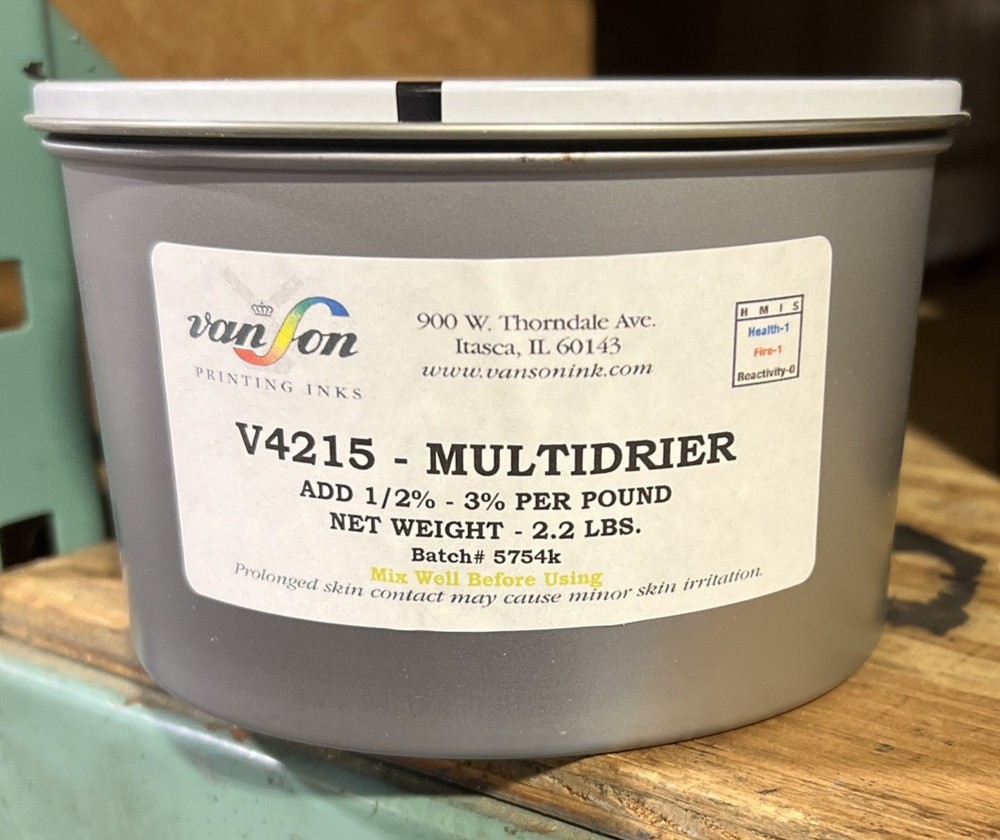 van Son
PRINTING INKS
900 W. Thorndale Ave.
Itasca, IL 60143
www.vansonink.com
H M I S
Health-1
Fire-1
Reactivity-0
V4215 - MULTIDRIER
ADD 1/2% - 3% PER POUND
NET WEIGHT - 2.2 LBS.
Batch# 5754k
Mix Well Before Using
Prolonged skin contact may cause minor skin irritation.